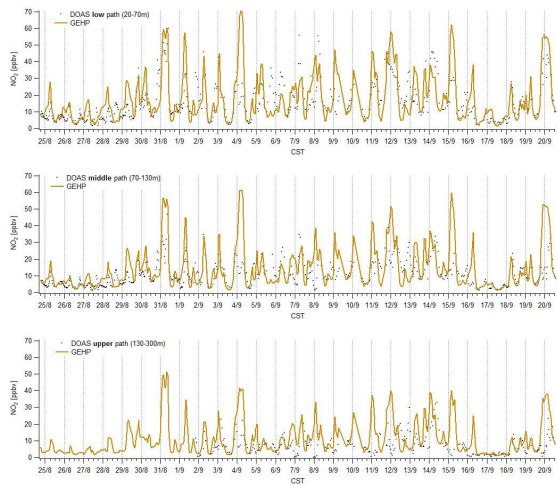 DOAS low path (20-70m)
GEHP
NO2 [ppbv]
70
60
50
40
30
20
10
0
25/8 26/8 27/8 28/8 29/8 30/8 31/8 1/9 2/9 3/9 4/9 5/9 6/9 7/9 8/9 9/9 10/9 11/9 12/9 13/9 14/9 15/9 16/9 17/9 18/9 19/9 20/9
CST
DOAS middle path (70-130m)
GEHP
NO2 [ppbv]
70
60
50
40
30
20
10
0
25/8 26/8 27/8 28/8 29/8 30/8 31/8 1/9 2/9 3/9 4/9 5/9 6/9 7/9 8/9 9/9 10/9 11/9 12/9 13/9 14/9 15/9 16/9 17/9 18/9 19/9 20/9
CST
DOAS upper path (130-300m)
GEHP
NO2 [ppbv]
70
60
50
40
30
20
10
0
25/8 26/8 27/8 28/8 29/8 30/8 31/8 1/9 2/9 3/9 4/9 5/9 6/9 7/9 8/9 9/9 10/9 11/9 12/9 13/9 14/9 15/9 16/9 17/9 18/9 19/9 20/9
CST